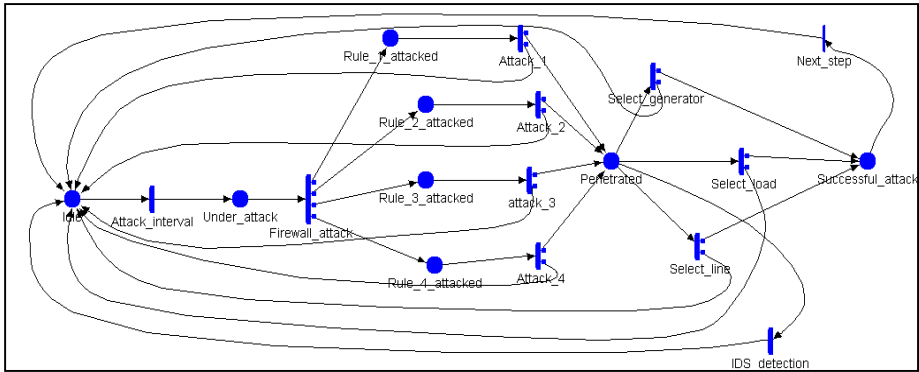 Rule_1_attacked
Attack_1
Next_step
Select_generator
Rule_2_attacked
Attack_2
Penetrated
Select_load
Successful_attack
Rule_3_attacked
attack_3
Idle
Attack_interval
Under_attack
Firewall_attack
Select_line
Rule_4_attacked
Attack_4
IDS_detection